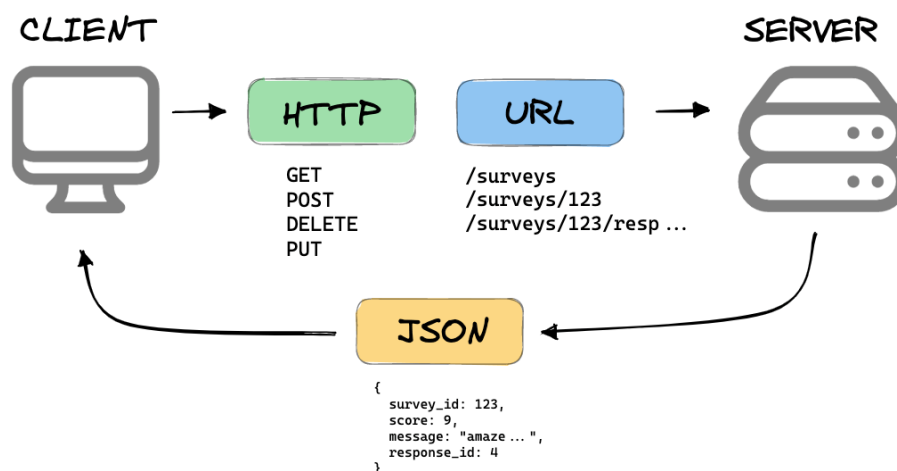 CLIENT
SERVER
HTTP
URL
GET
POST
DELETE
PUT
/surveys
/surveys/123
/surveys/123/resp...
JSON
{
survey_id: 123,
score: 9,
message: "amaze...",
response_id: 4
}